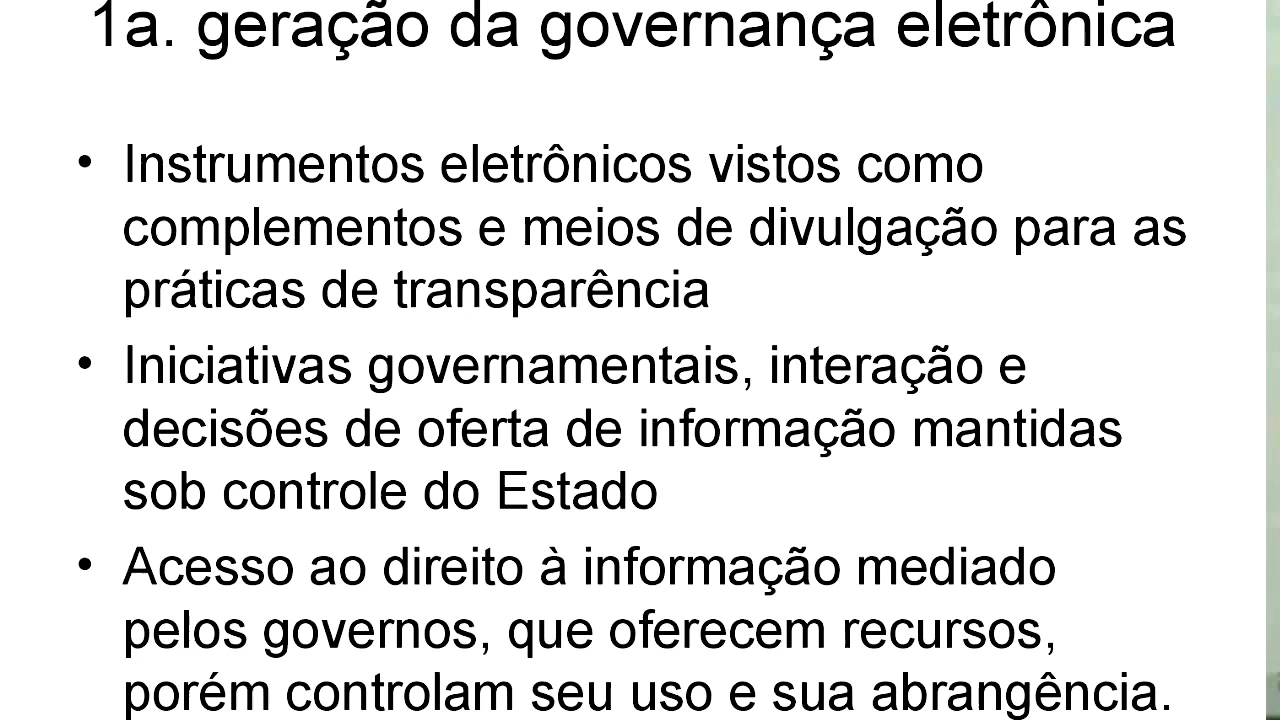 1a. geração da governança eletrônica
• Instrumentos eletrônicos vistos como
complementos e meios de divulgação para as
práticas de transparência
• Iniciativas governamentais, interação e
decisões de oferta de informação mantidas
sob controle do Estado
• Acesso ao direito à informação mediado
pelos governos, que oferecem recursos,
porém controlam seu uso e sua abrangência.